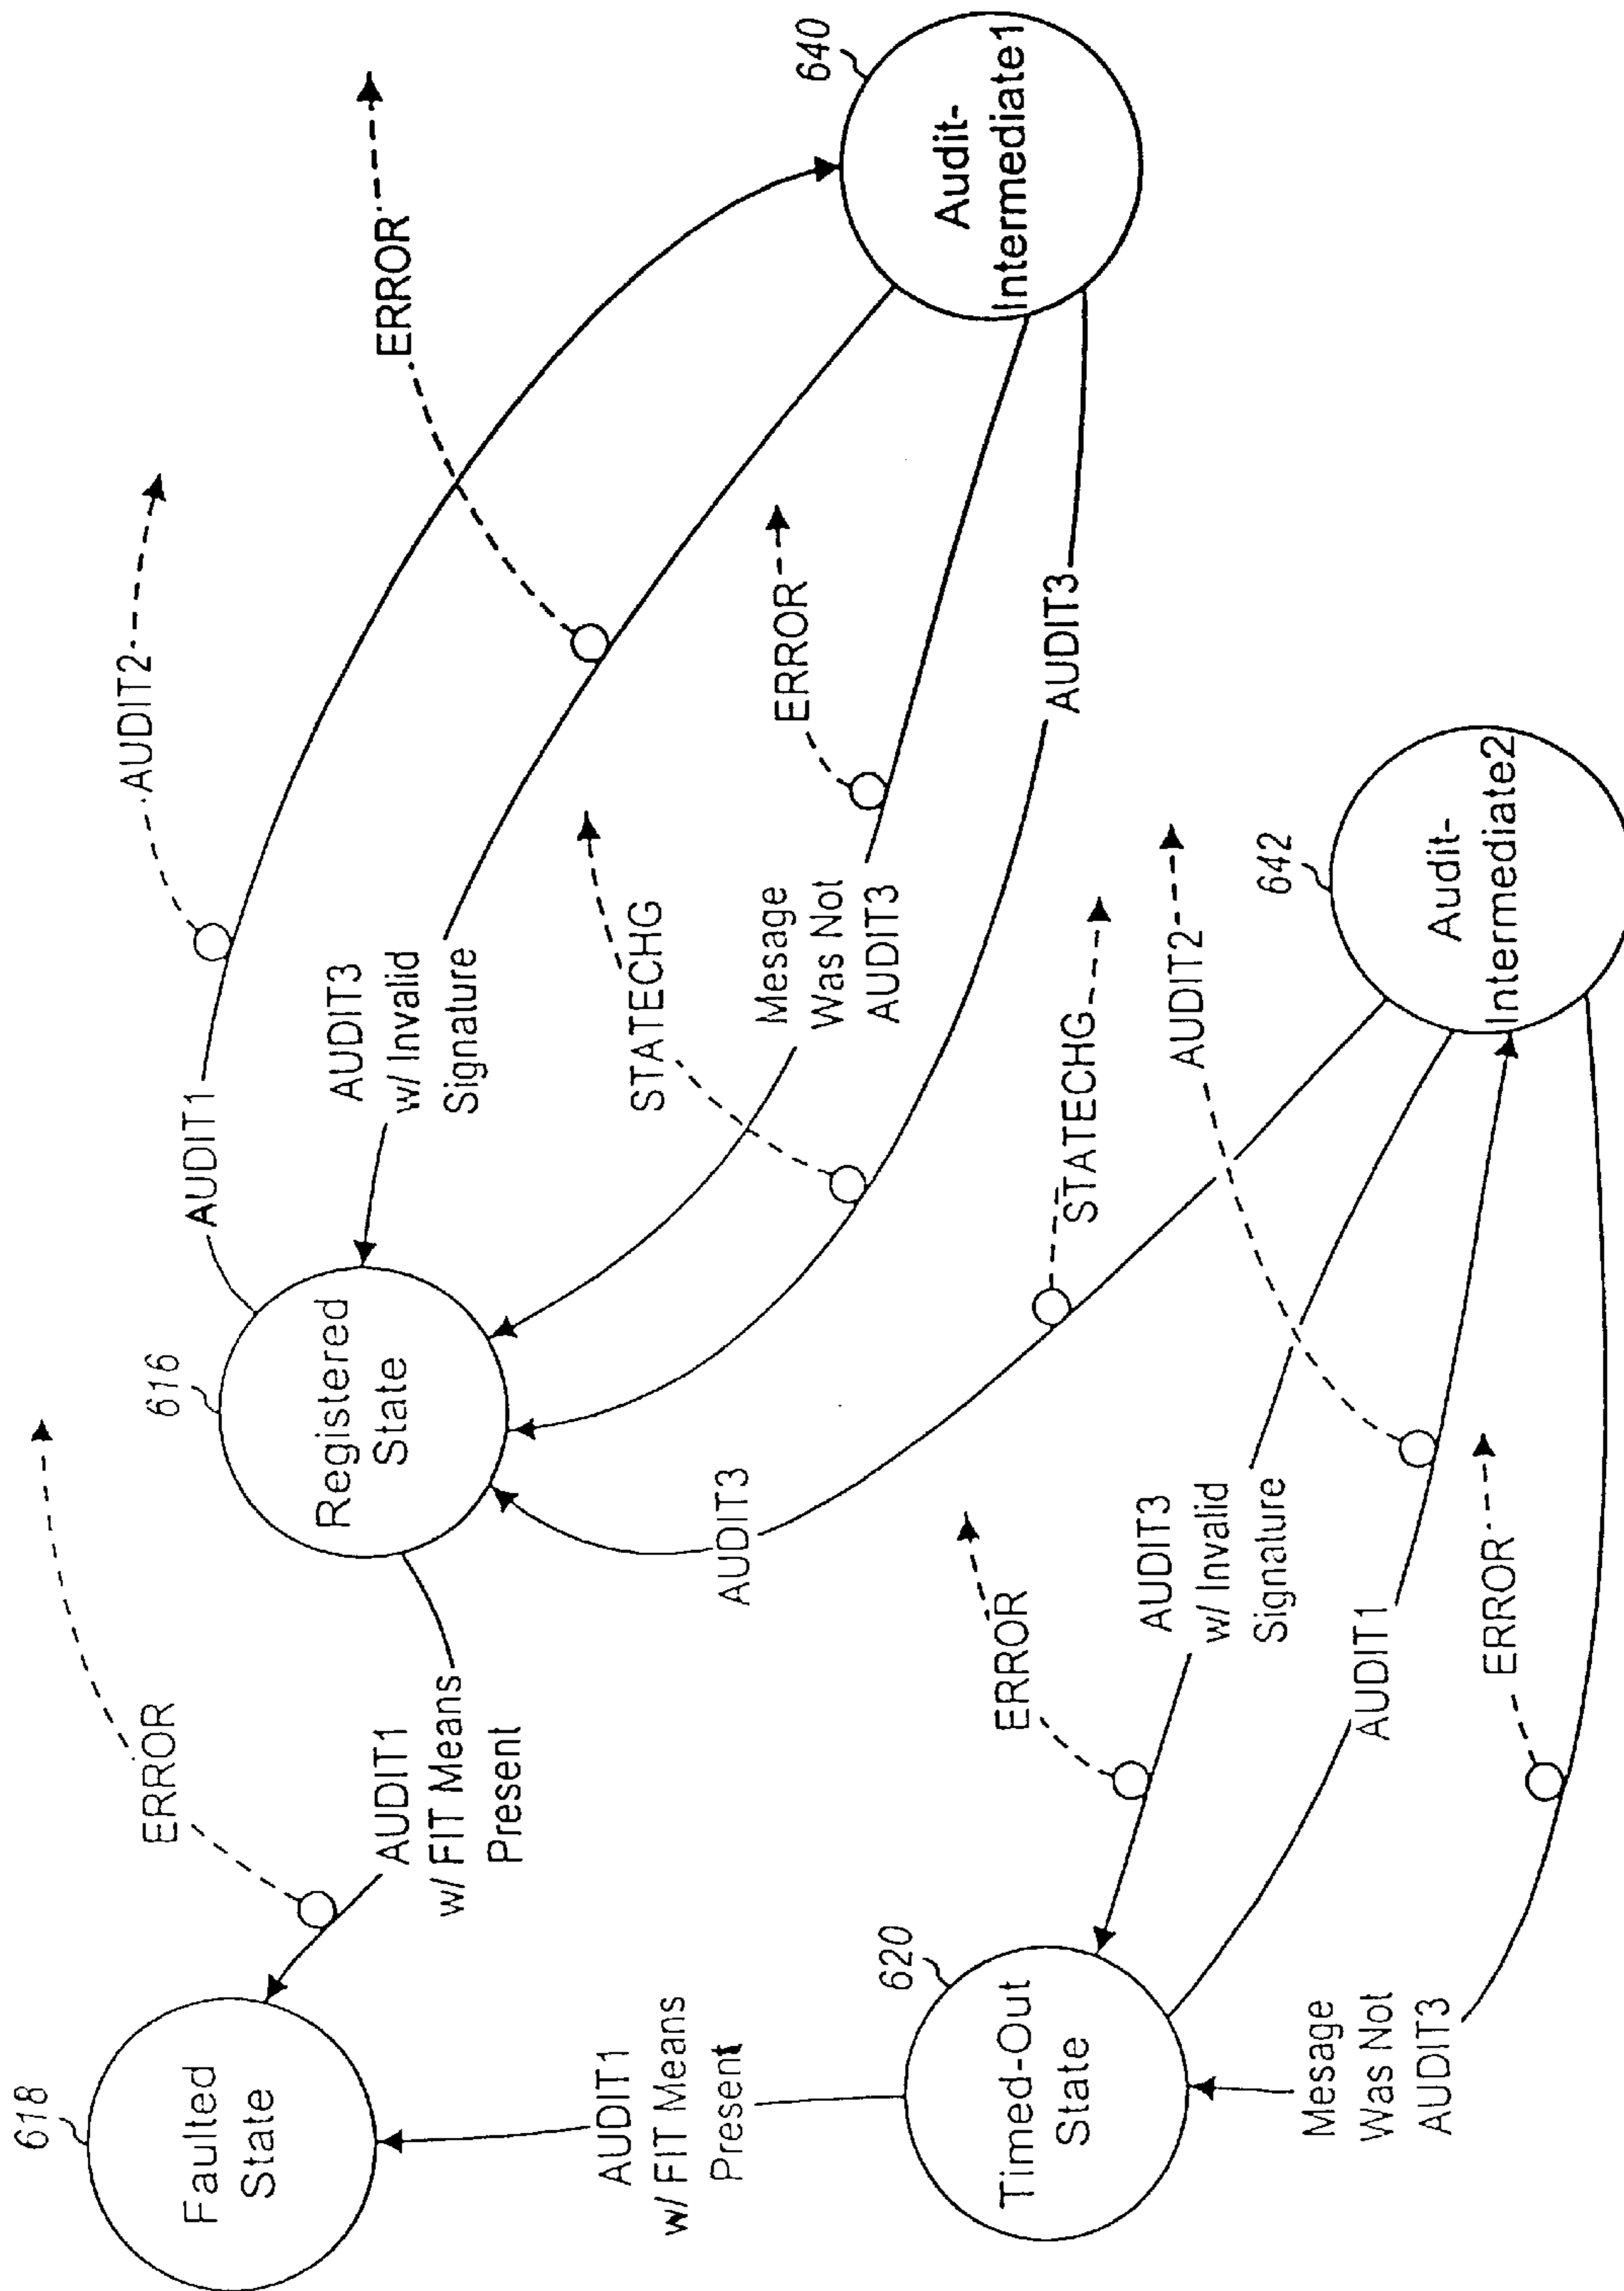 618
Faulted
State
ERROR
AUDIT1
w/ FIT Means
Present
616
Registered
State
AUDIT1
AUDIT2
ERROR
640
Audit-
Intermediate1
AUDIT3
w/ Invalid
Signature
STATECHG
Message
Was Not
AUDIT3
ERROR
AUDIT3
AUDIT3
STATECHG
AUDIT2
642
Audit-
Intermediate2
AUDIT1
w/ FIT Means
Present
620
Timed-Out
State
ERROR
AUDIT3
w/ Invalid
Signature
AUDIT1
ERROR
Message
Was Not
AUDIT3